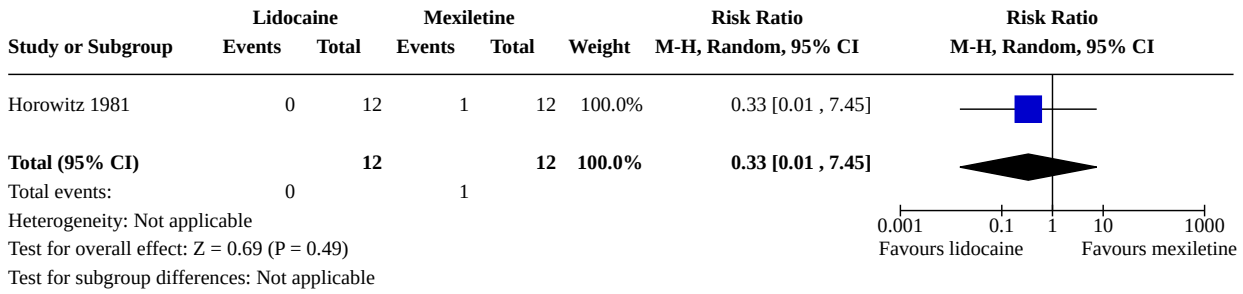 Lidocaine Mexiletine Risk Ratio Risk Ratio
Study or Subgroup Events Total Events Total Weight M-H, Random, 95% CI M-H, Random, 95% CI
Horowitz 1981 0 12 1 12 100.0% 0.33 [0.01 , 7.45]
Total (95% CI) 12 12 100.0% 0.33 [0.01 , 7.45]
Total events: 0 1
Heterogeneity: Not applicable
0.001 0.1 1 10 1000
Test for overall effect: Z = 0.69 (P = 0.49)
Favours lidocaine Favours mexiletine
Test for subgroup differences: Not applicable